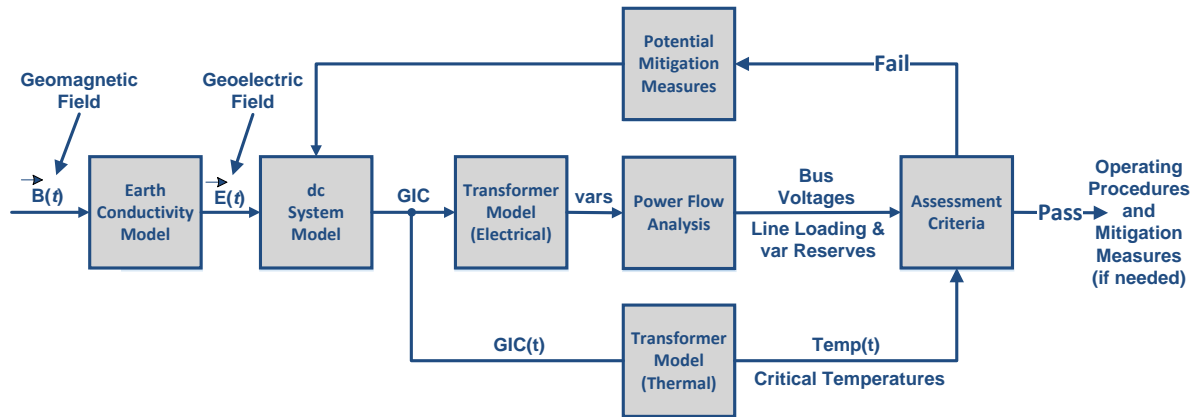 Potential
Mitigation
Measures
Fail
Geomagnetic
Field
Geoelectric
Field
B(t)
Earth
Conductivity
Model
E(t)
dc
System
Model
GIC
Transformer
Model
(Electrical)
vars
Power Flow
Analysis
Bus
Voltages
Line Loading &
var Reserves
Assessment
Criteria
Pass
Operating
Procedures
and
Mitigation
Measures
(if needed)
GIC(t)
Transformer
Model
(Thermal)
Temp(t)
Critical Temperatures